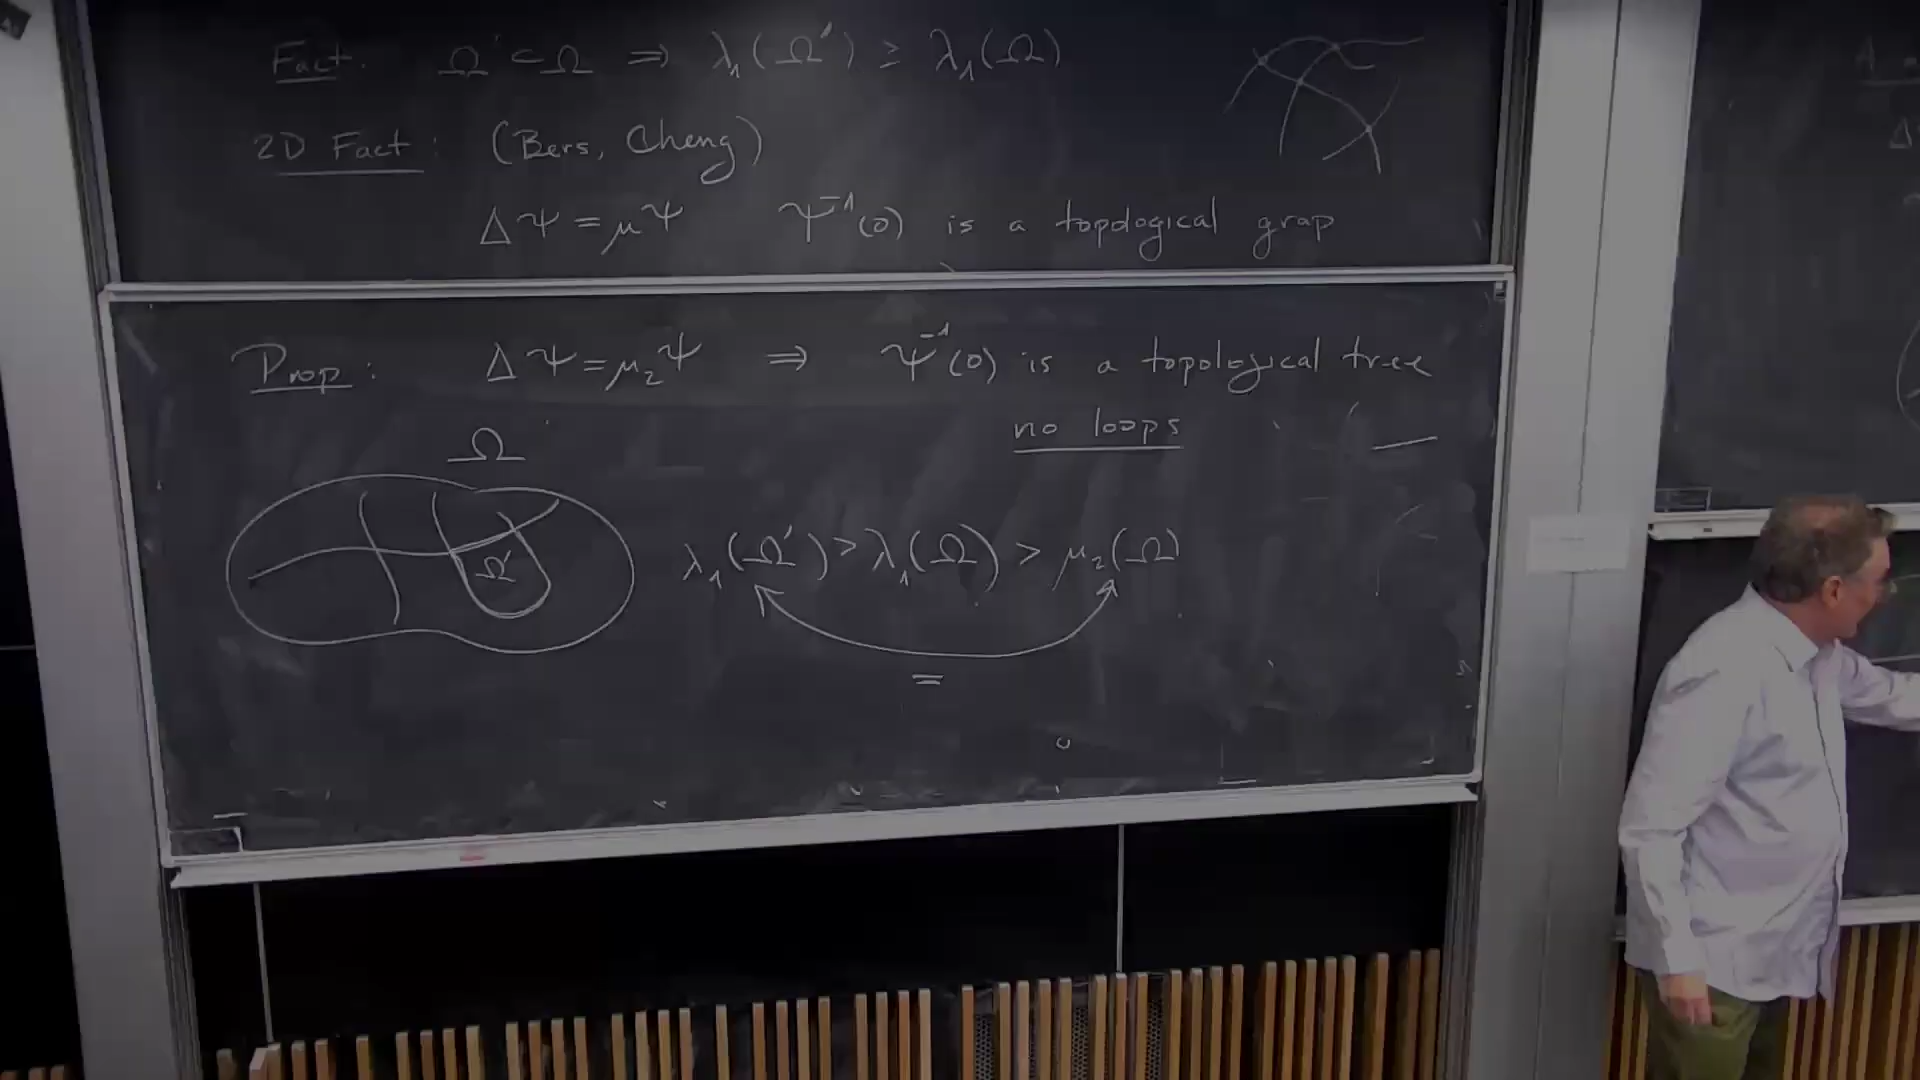 Fact: Ω' ⊂ Ω ⇒ λ₁(Ω') ≥ λ₁(Ω)
2D Fact: (Bers, Cheng)
Δψ = μψ ψ⁻¹(0) is a topological grap
Prop: Δψ = μ₂ψ ⇒ ψ⁻¹(0) is a topological tree
no loops
Ω
Ω'
λ₁(Ω') > λ₁(Ω) > μ₂(Ω)
=